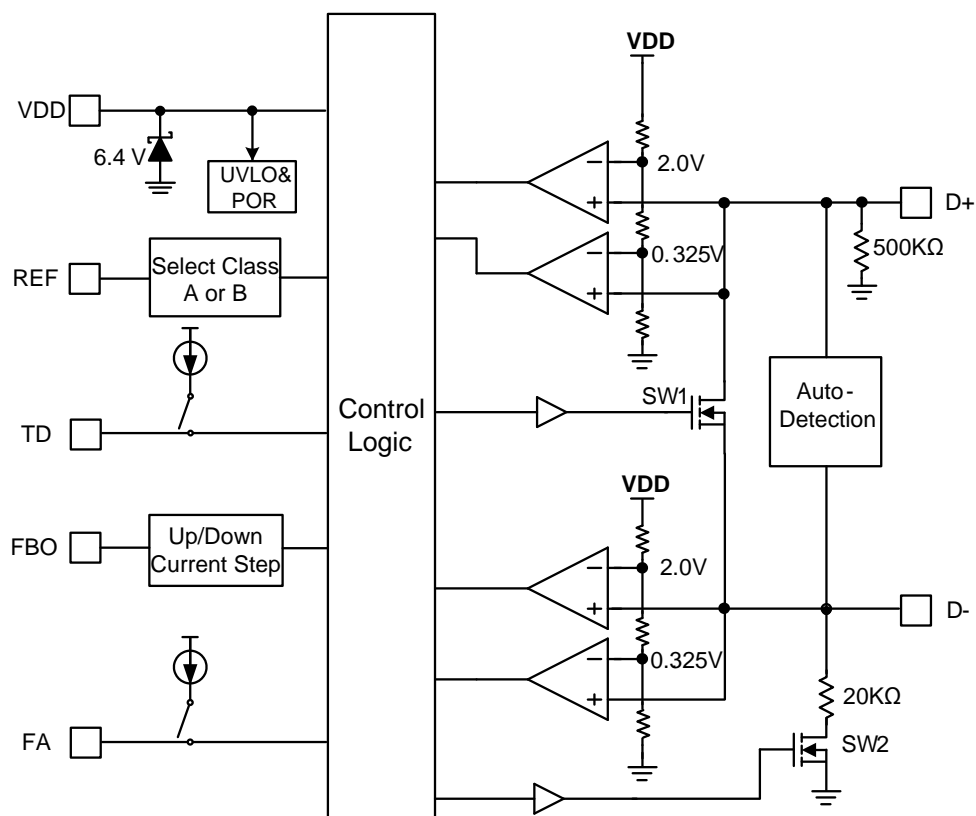 VDD
VDD
6.4 V
UVLO&
POR
2.0V
D+
REF
Select Class
A or B
0.325V
500KΩ
Control
Logic
SW1
Auto-
Detection
TD
VDD
FBO
Up/Down
Current Step
2.0V
D-
0.325V
20KΩ
FA
SW2